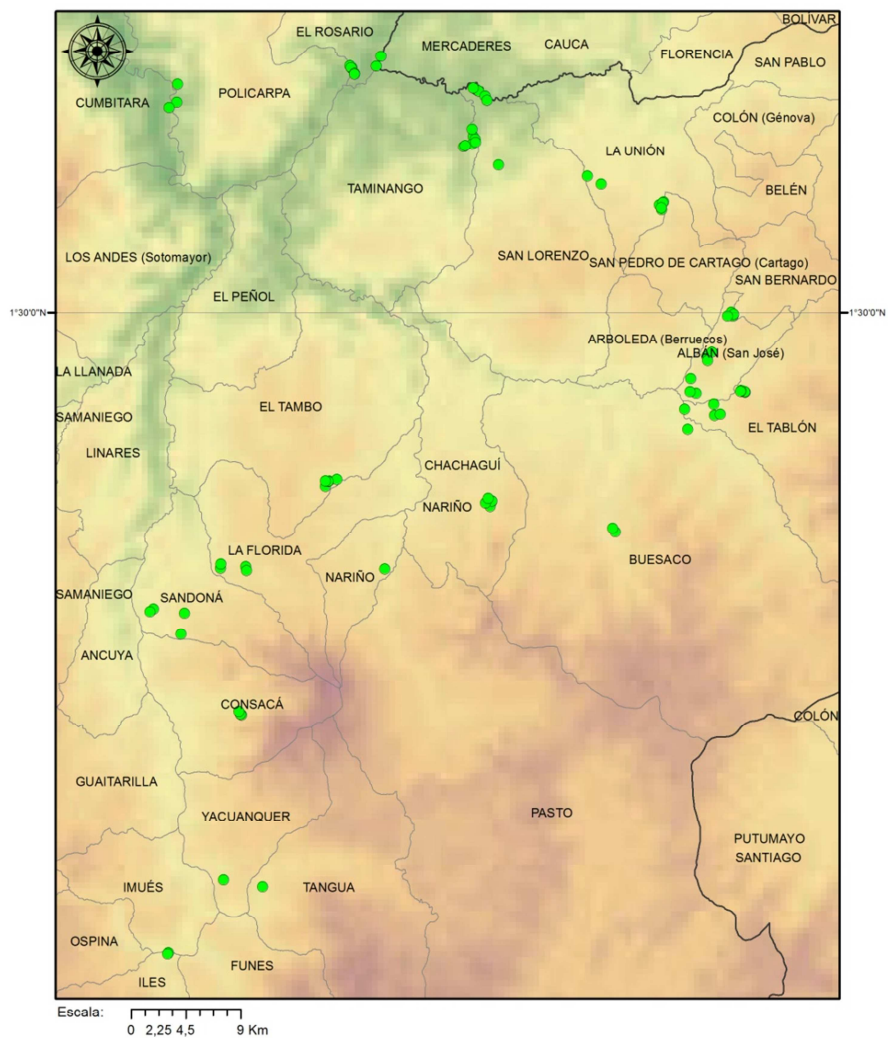 BOLÍVAR
EL ROSARIO
MERCADERES
CAUCA
FLORENCIA
SAN PABLO
CUMBITARA
POLICARPA
COLÓN (Génova)
LA UNIÓN
TAMINANGO
BELÉN
LOS ANDES (Sotomayor)
SAN LORENZO
SAN PEDRO DE CARTAGO (Cartago)
SAN BERNARDO
EL PEÑOL
1°30'0"N
1°30'0"N
ARBOLEDA (Berruecos)
ALBÁN (San José)
LA LLANADA
EL TAMBO
SAMANIEGO
EL TABLÓN
LINARES
CHACHAGUÍ
NARIÑO
LA FLORIDA
BUESACO
NARIÑO
SAMANIEGO
SANDONÁ
ANCUYA
CONSACÁ
COLÓN
GUAITARILLA
YACUANQUER
PASTO
PUTUMAYO
SANTIAGO
IMUÉS
TANGUA
OSPINA
FUNES
ILES
Escala:
0 2,25 4,5 9 Km